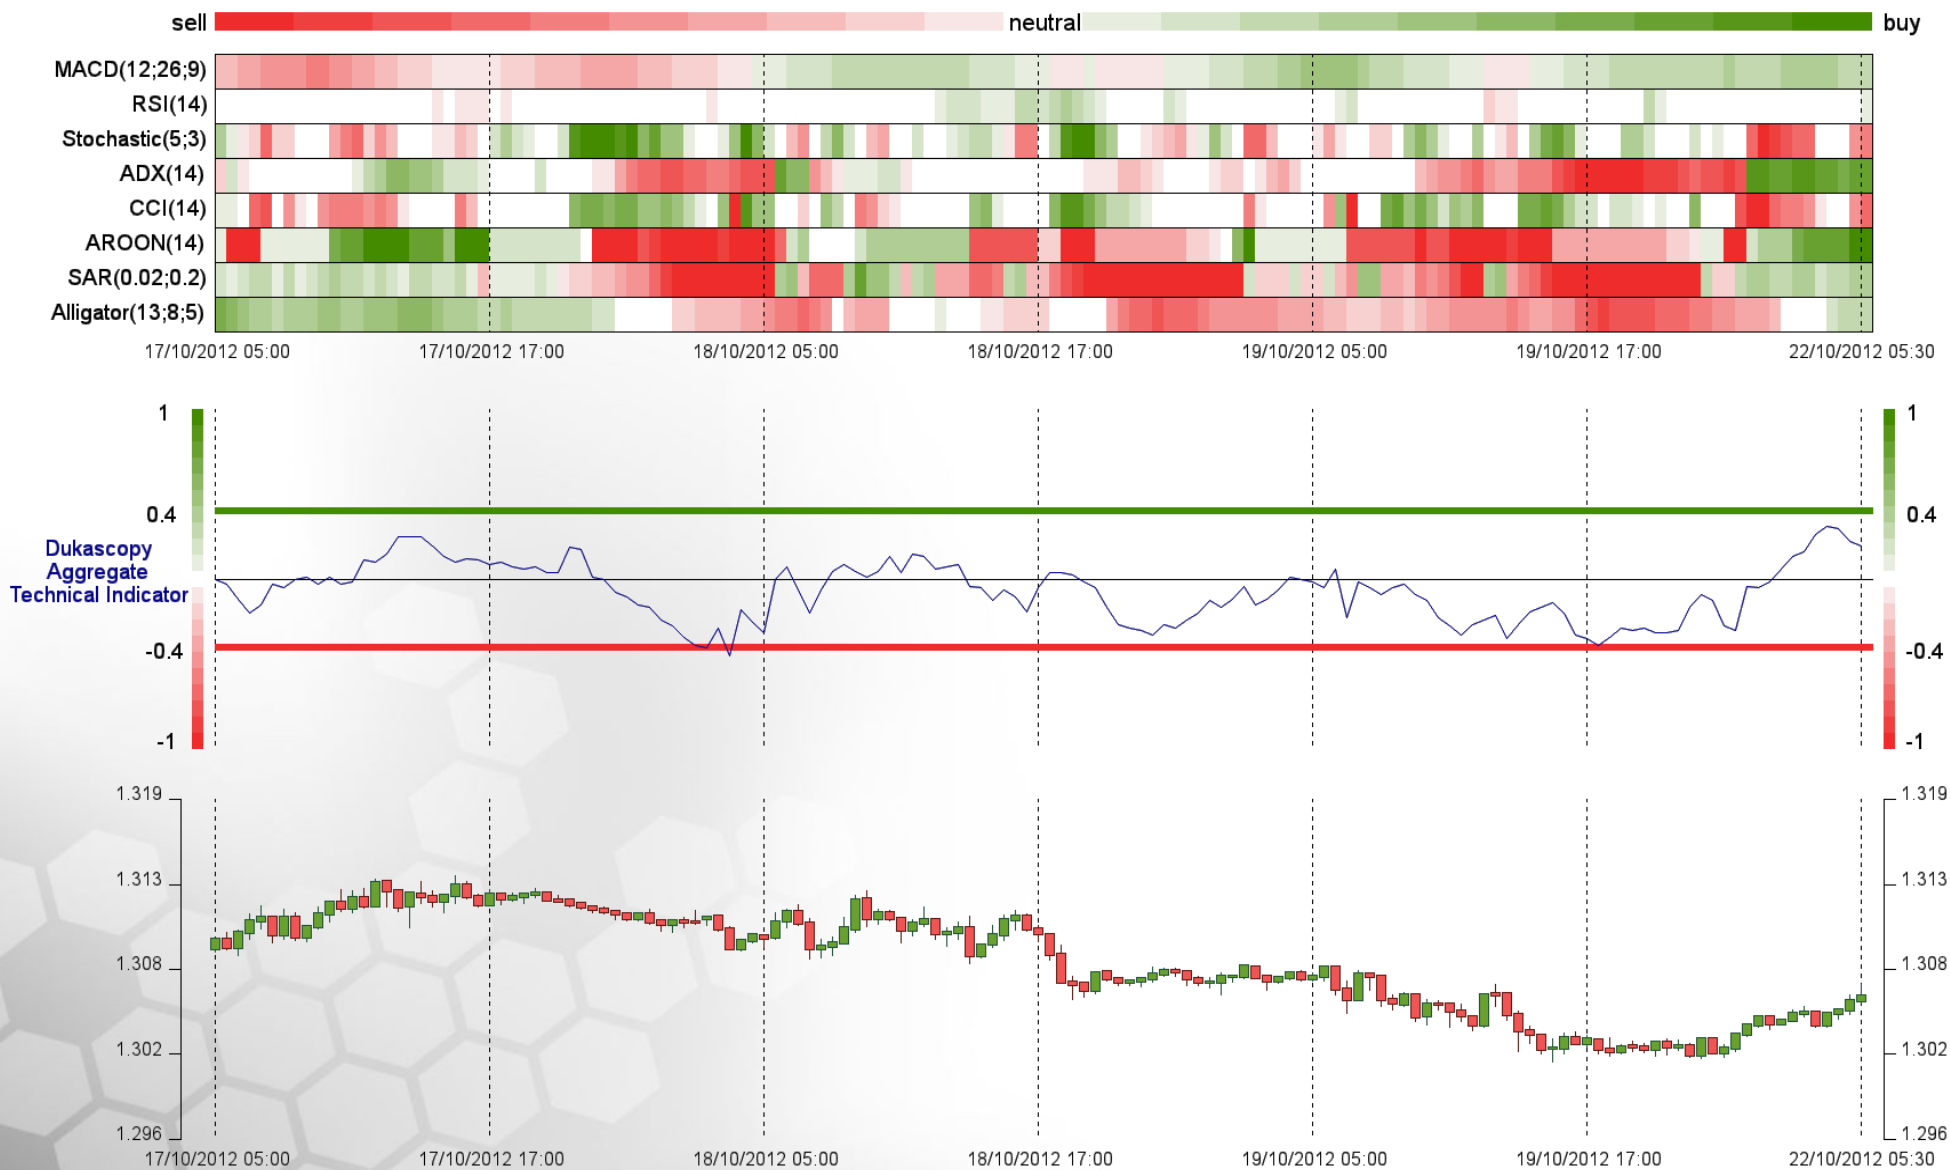 sell neutral buy
MACD(12;26;9)
RSI(14)
Stochastic(5;3)
ADX(14)
CCI(14)
AROON(14)
SAR(0.02;0.2)
Alligator(13;8;5)
17/10/2012 05:00 17/10/2012 17:00 18/10/2012 05:00 18/10/2012 17:00 19/10/2012 05:00 19/10/2012 17:00 22/10/2012 05:30
1 1
0.4 0.4
Dukascopy
Aggregate
Technical Indicator
-0.4 -0.4
-1 -1
1.319 1.319
1.313 1.313
1.308 1.308
1.302 1.302
1.296 1.296
17/10/2012 05:00 17/10/2012 17:00 18/10/2012 05:00 18/10/2012 17:00 19/10/2012 05:00 19/10/2012 17:00 22/10/2012 05:30